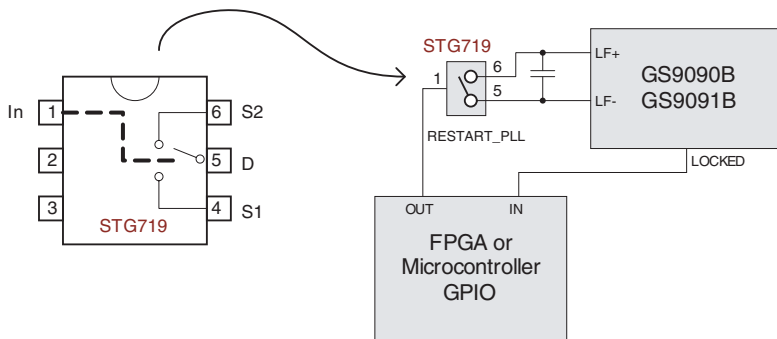 In
1
2
3
6
5
4
S2
D
S1
STG719
STG719
1
6
5
RESTART_PLL
LF+
LF-
GS9090B
GS9091B
LOCKED
OUT
IN
FPGA or
Microcontroller
GPIO